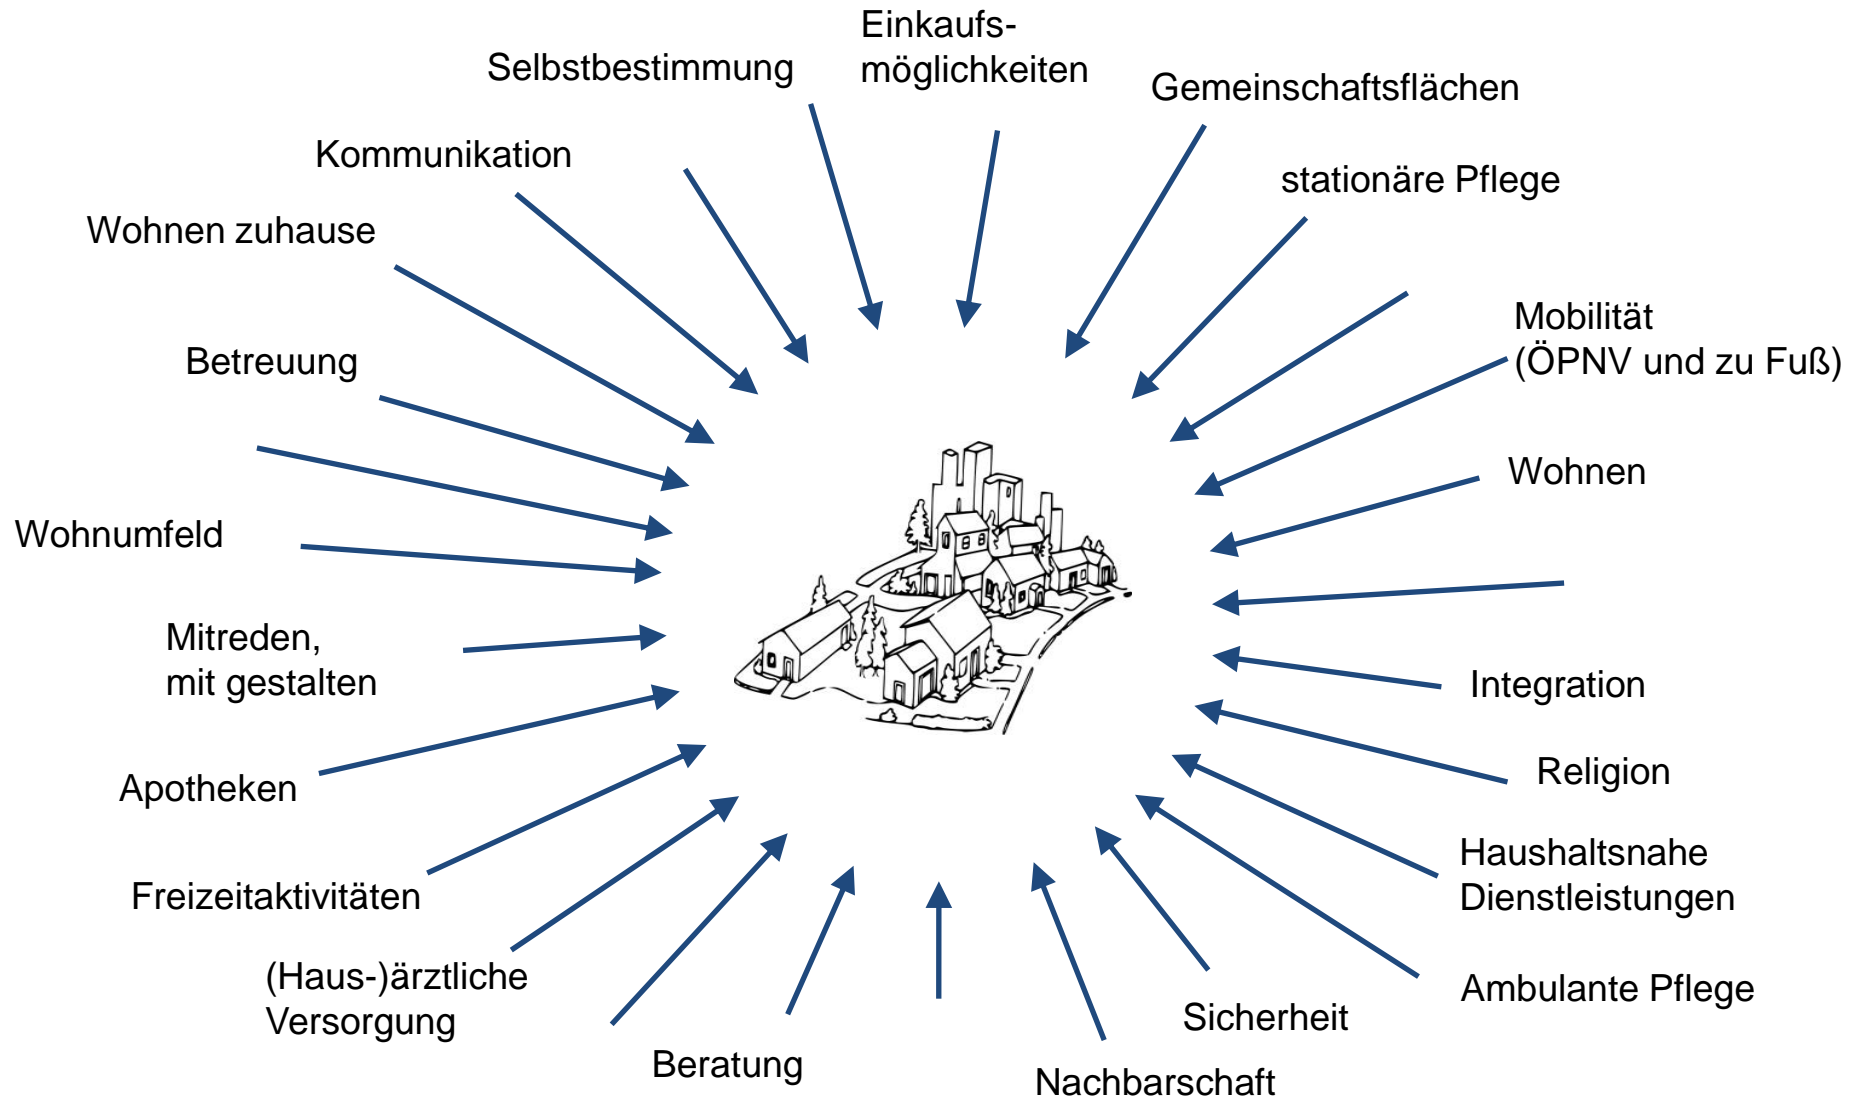 Einkaufs-
möglichkeiten
Selbstbestimmung
Gemeinschaftsflächen
Kommunikation
stationäre Pflege
Wohnen zuhause
Mobilität
(ÖPNV und zu Fuß)
Betreuung
Wohnen
Wohnumfeld
Mitreden,
mit gestalten
Integration
Apotheken
Religion
Haushaltsnahe
Dienstleistungen
Freizeitaktivitäten
(Haus-)ärztliche
Versorgung
Ambulante Pflege
Sicherheit
Beratung
Nachbarschaft